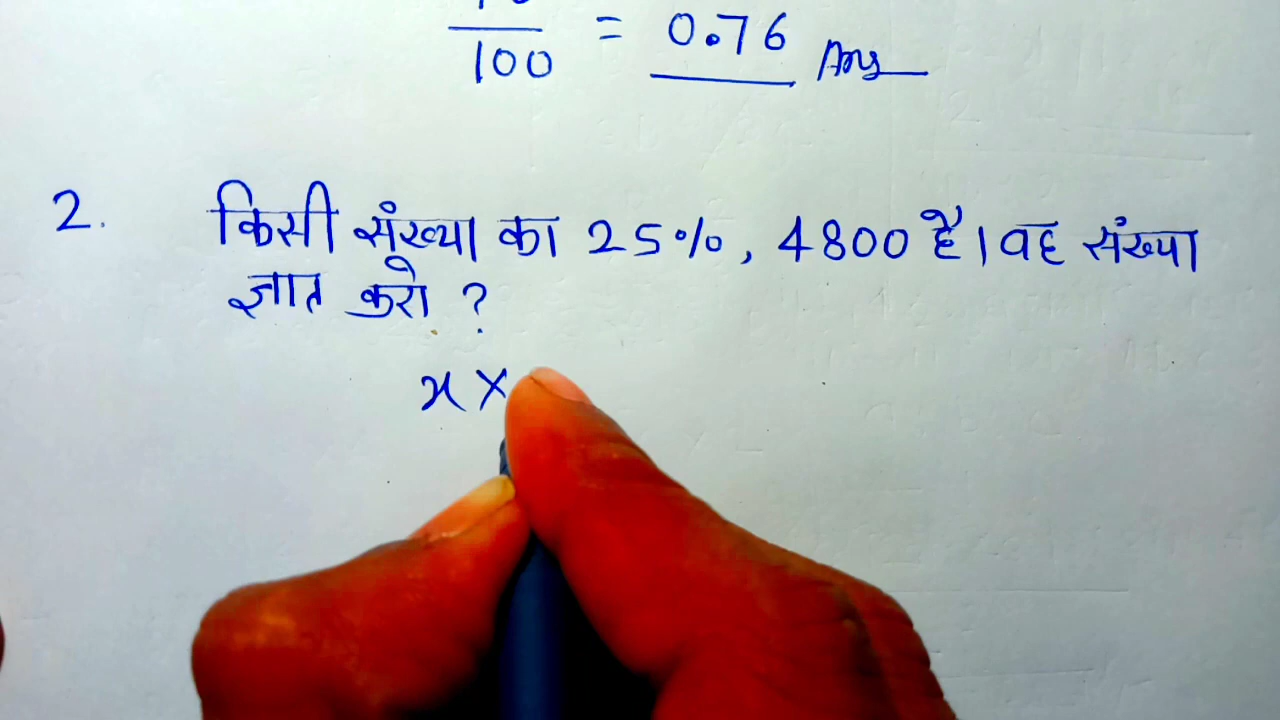 100 = 0.76 Ans
2. किसी संख्या का 25%, 4800 है। वह संख्या
ज्ञात करो ?
x ×